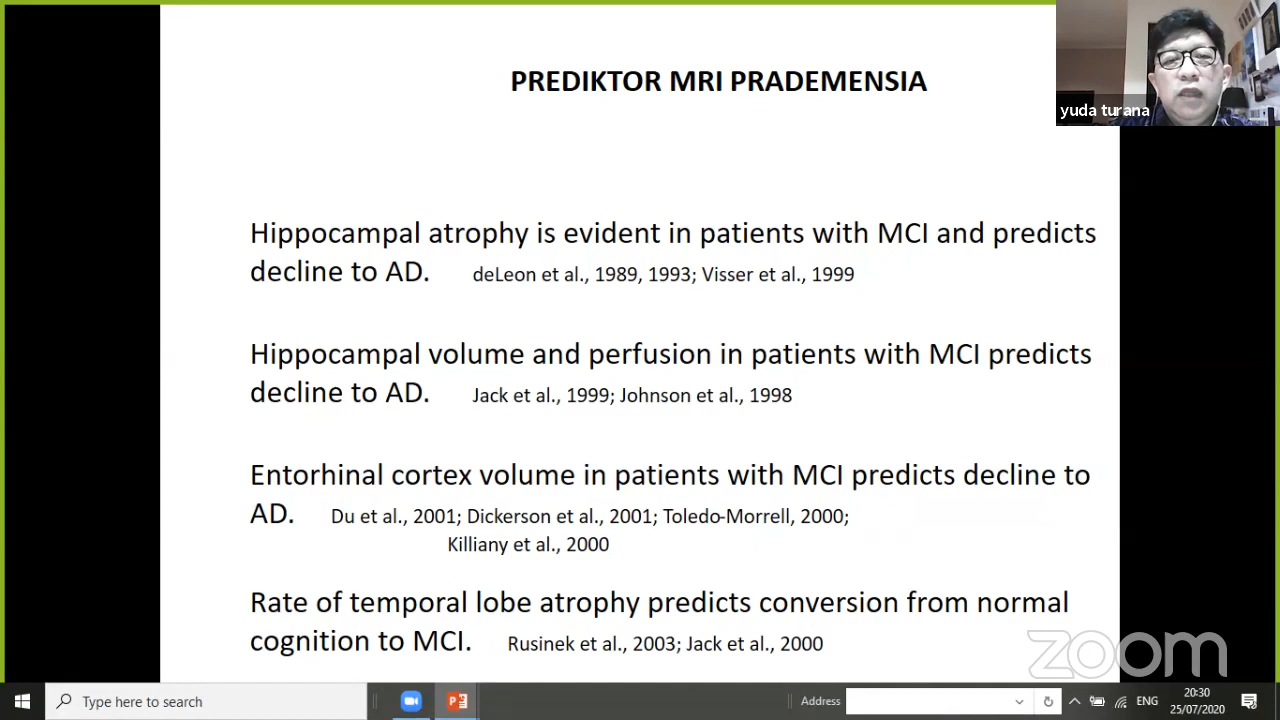 PREDIKTOR MRI PRADEMENSIA
yuda turana
Hippocampal atrophy is evident in patients with MCI and predicts
decline to AD. deLeon et al., 1989, 1993; Visser et al., 1999
Hippocampal volume and perfusion in patients with MCI predicts
decline to AD. Jack et al., 1999; Johnson et al., 1998
Entorhinal cortex volume in patients with MCI predicts decline to
AD. Du et al., 2001; Dickerson et al., 2001; Toledo-Morrell, 2000;
Killiany et al., 2000
Rate of temporal lobe atrophy predicts conversion from normal
cognition to MCI. Rusinek et al., 2003; Jack et al., 2000
zoom
Type here to search
Address
ENG
20:30
25/07/2020